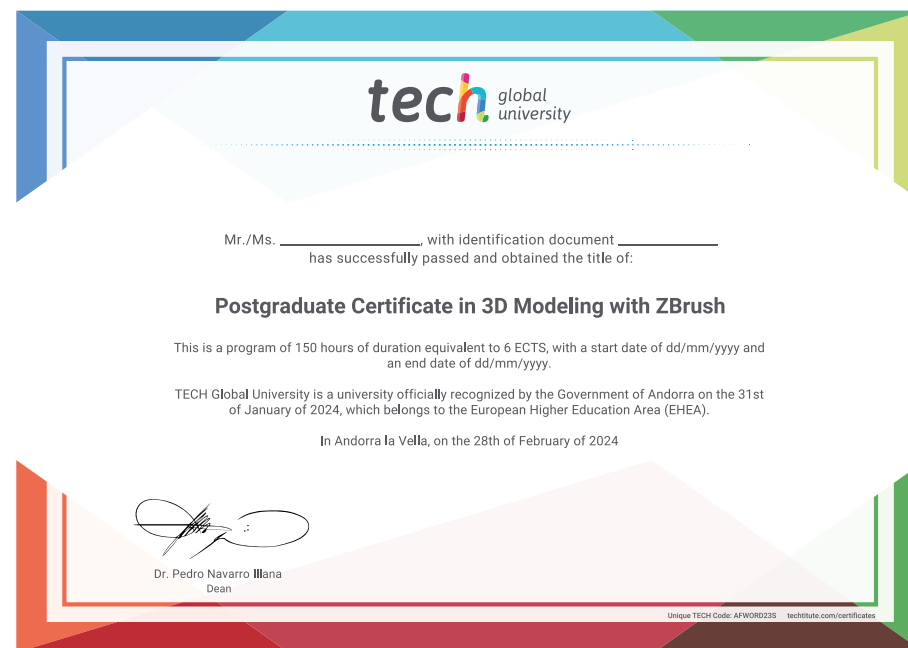 tech global university
Mr./Ms. ____________________, with identification document ______________
has successfully passed and obtained the title of:
Postgraduate Certificate in 3D Modeling with ZBrush
This is a program of 150 hours of duration equivalent to 6 ECTS, with a start date of dd/mm/yyyy and
an end date of dd/mm/yyyy.
TECH Global University is a university officially recognized by the Government of Andorra on the 31st
of January of 2024, which belongs to the European Higher Education Area (EHEA).
In Andorra la Vella, on the 28th of February of 2024
Dr. Pedro Navarro Illana
Dean
Unique TECH Code: AFWORD23S techtitute.com/certificates